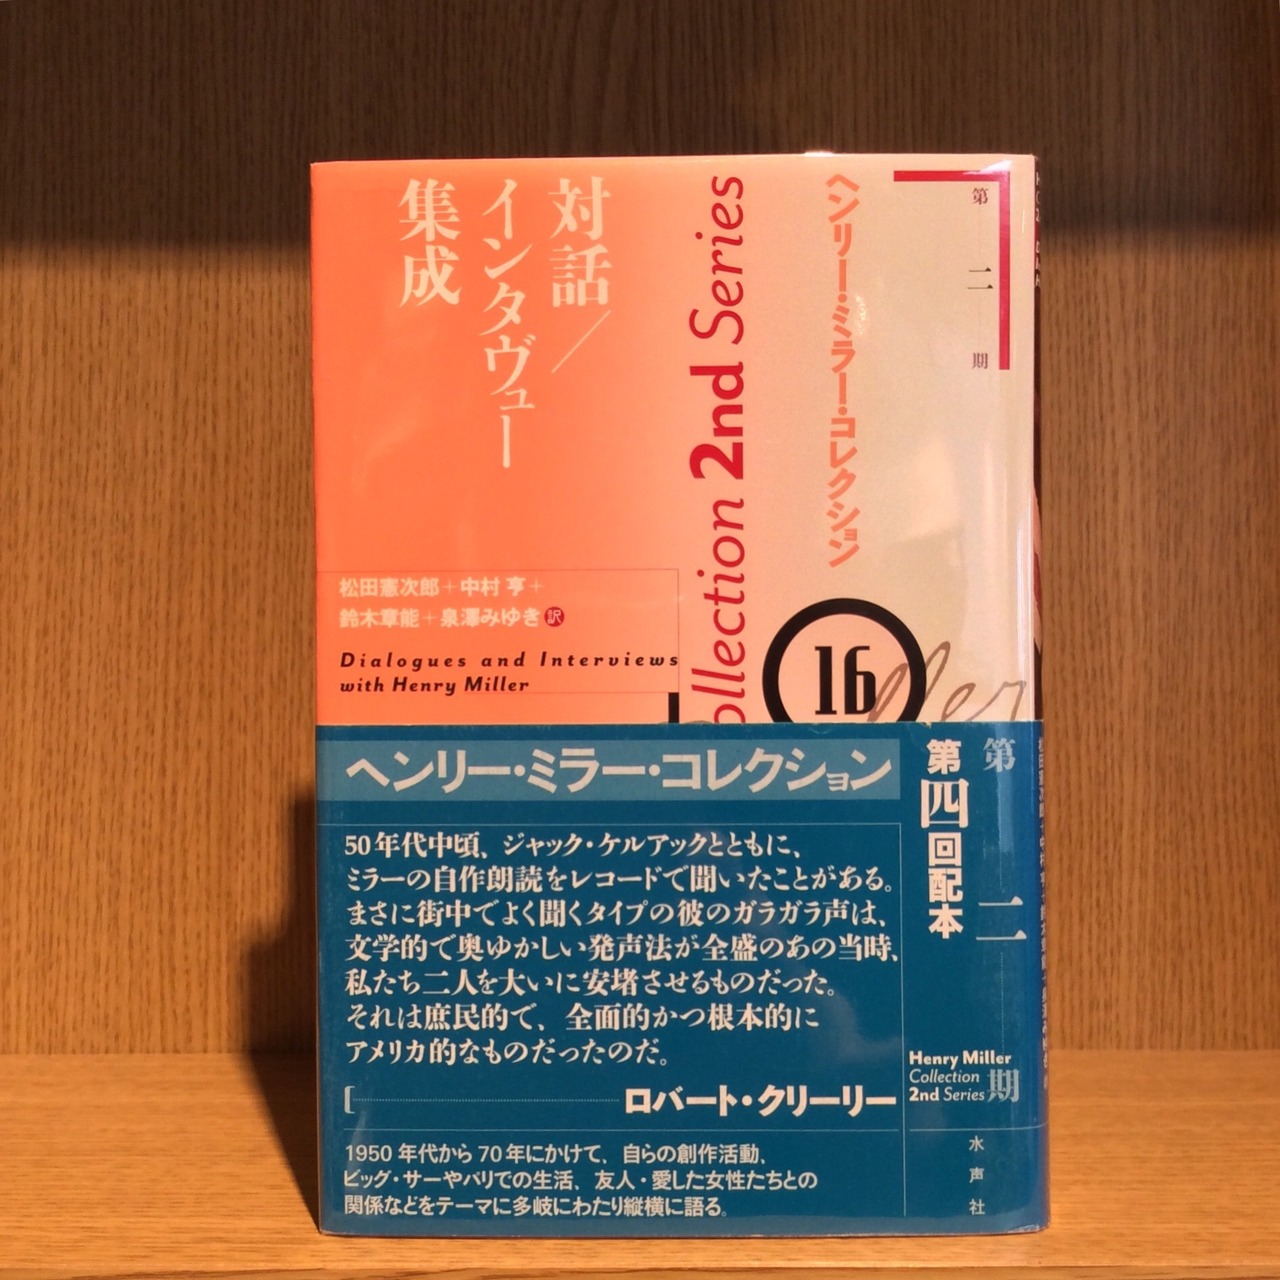 第二期
ヘンリー・ミラー・コレクション
ollection 2nd Series
対話／
インタヴュー
集成
16
松田憲次郎+中村 亨+
鈴木章能+泉澤みゆき 訳
Dialogues and Interviews
with Henry Miller
ヘンリー・ミラー・コレクション
第二期
第四回配本
50年代中頃、ジャック・ケルアックとともに、
ミラーの自作朗読をレコードで聞いたことがある。
まさに街中でよく聞くタイプの彼のガラガラ声は、
文学的で奥ゆかしい発声法が全盛のあの当時、
私たち二人を大いに安堵させるものだった。
それは庶民的で、全面的かつ根本的に
アメリカ的なものだったのだ。
ロバート・クリーリー
1950年代から70年にかけて、自らの創作活動、
ビッグ・サーやパリでの生活、友人・愛した女性たちとの
関係などをテーマに多岐にわたり縦横に語る。
Henry Miller
Collection
2nd Series
水声社